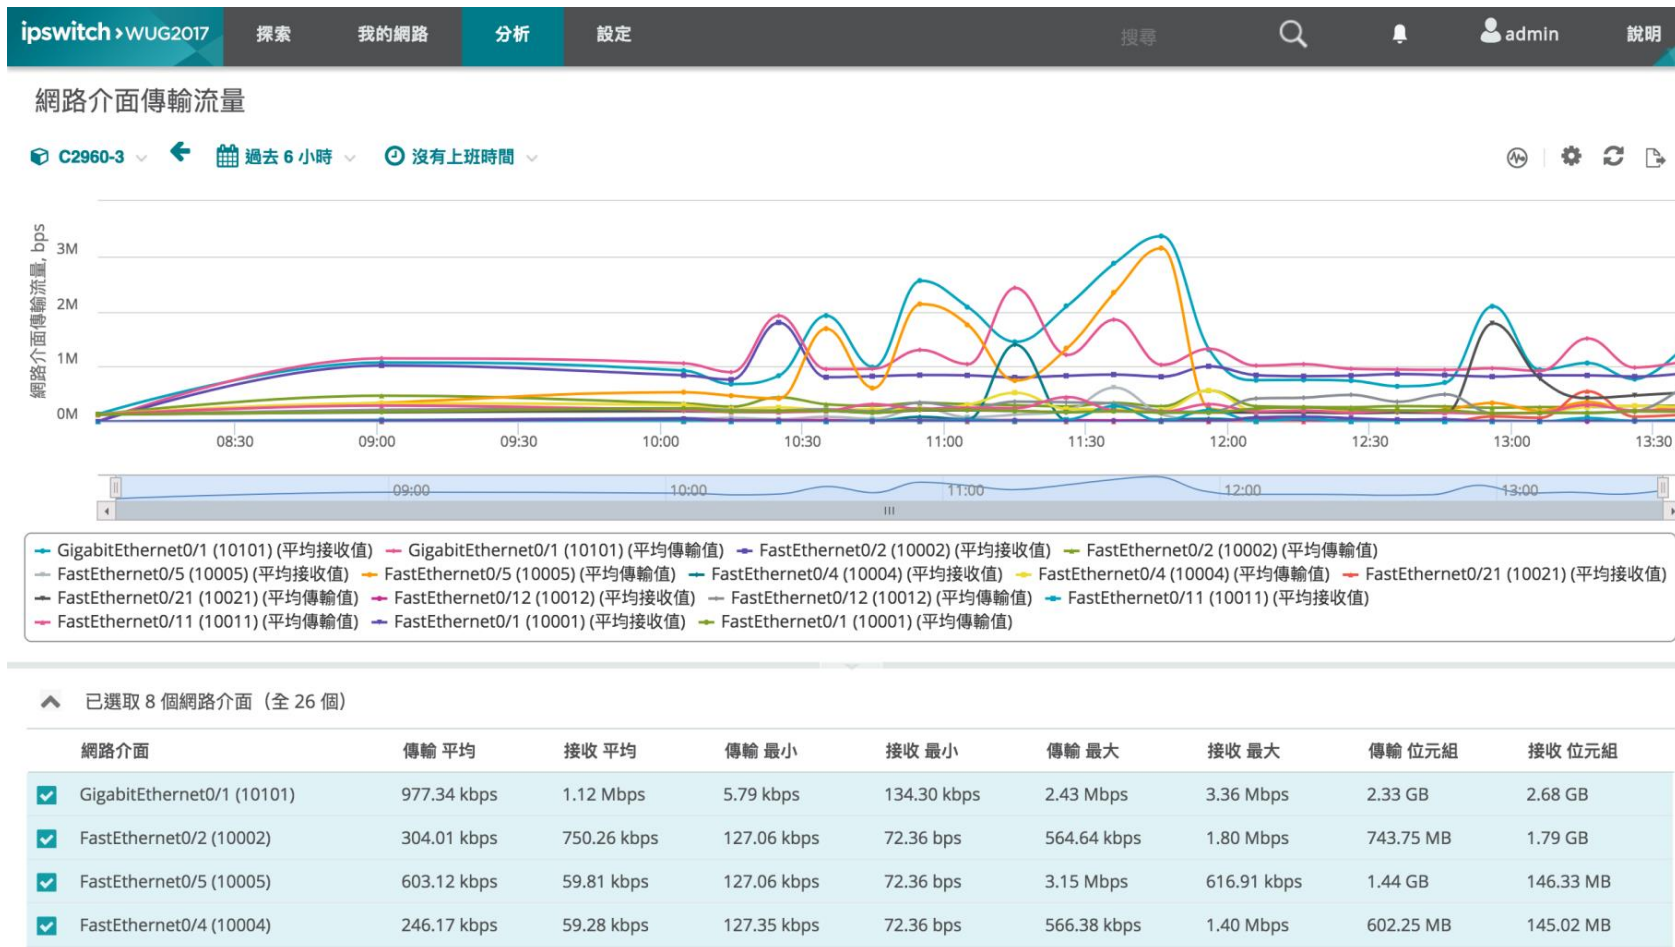 ipswitch > WUG2017 探索 我的網路 分析 設定 搜尋 admin 說明
網路介面傳輸流量
C2960-3 過去 6 小時 沒有上班時間
網路介面傳輸流量, bps
3M
2M
1M
0M
08:30 09:00 09:30 10:00 10:30 11:00 11:30 12:00 12:30 13:00 13:30
09:00 10:00 11:00 12:00 13:00
GigabitEthernet0/1 (10101) (平均接收值) GigabitEthernet0/1 (10101) (平均傳輸值) FastEthernet0/2 (10002) (平均接收值) FastEthernet0/2 (10002) (平均傳輸值)
FastEthernet0/5 (10005) (平均接收值) FastEthernet0/5 (10005) (平均傳輸值) FastEthernet0/4 (10004) (平均接收值) FastEthernet0/4 (10004) (平均傳輸值) FastEthernet0/21 (10021) (平均接收值)
FastEthernet0/21 (10021) (平均傳輸值) FastEthernet0/12 (10012) (平均接收值) FastEthernet0/12 (10012) (平均傳輸值) FastEthernet0/11 (10011) (平均接收值)
FastEthernet0/11 (10011) (平均傳輸值) FastEthernet0/1 (10001) (平均接收值) FastEthernet0/1 (10001) (平均傳輸值)
已選取 8 個網路介面（全 26 個）
網路介面 傳輸 平均 接收 平均 傳輸 最小 接收 最小 傳輸 最大 接收 最大 傳輸 位元組 接收 位元組
GigabitEthernet0/1 (10101) 977.34 kbps 1.12 Mbps 5.79 kbps 134.30 kbps 2.43 Mbps 3.36 Mbps 2.33 GB 2.68 GB
FastEthernet0/2 (10002) 304.01 kbps 750.26 kbps 127.06 kbps 72.36 bps 564.64 kbps 1.80 Mbps 743.75 MB 1.79 GB
FastEthernet0/5 (10005) 603.12 kbps 59.81 kbps 127.06 kbps 72.36 bps 3.15 Mbps 616.91 kbps 1.44 GB 146.33 MB
FastEthernet0/4 (10004) 246.17 kbps 59.28 kbps 127.35 kbps 72.36 bps 566.38 kbps 1.40 Mbps 602.25 MB 145.02 MB